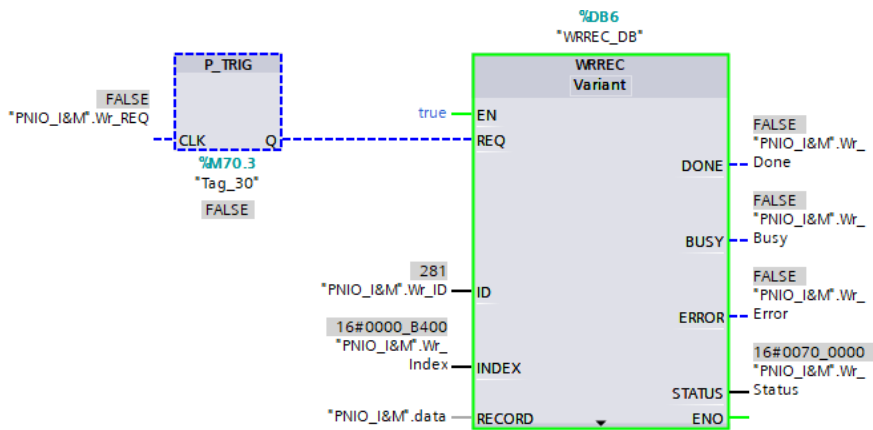 %DB6
"WRREC_DB"
P_TRIG
WRREC
Variant
FALSE
"PNIO_I&M".Wr_REQ
CLK
Q
%M70.3
"Tag_30"
FALSE
true
EN
REQ
DONE
FALSE
"PNIO_I&M".Wr_
Done
BUSY
FALSE
"PNIO_I&M".Wr_
Busy
281
"PNIO_I&M".Wr_ID
ID
ERROR
FALSE
"PNIO_I&M".Wr_
Error
16#0000_B400
"PNIO_I&M".Wr_
Index
INDEX
STATUS
16#0070_0000
"PNIO_I&M".Wr_
Status
"PNIO_I&M".data
RECORD
ENO